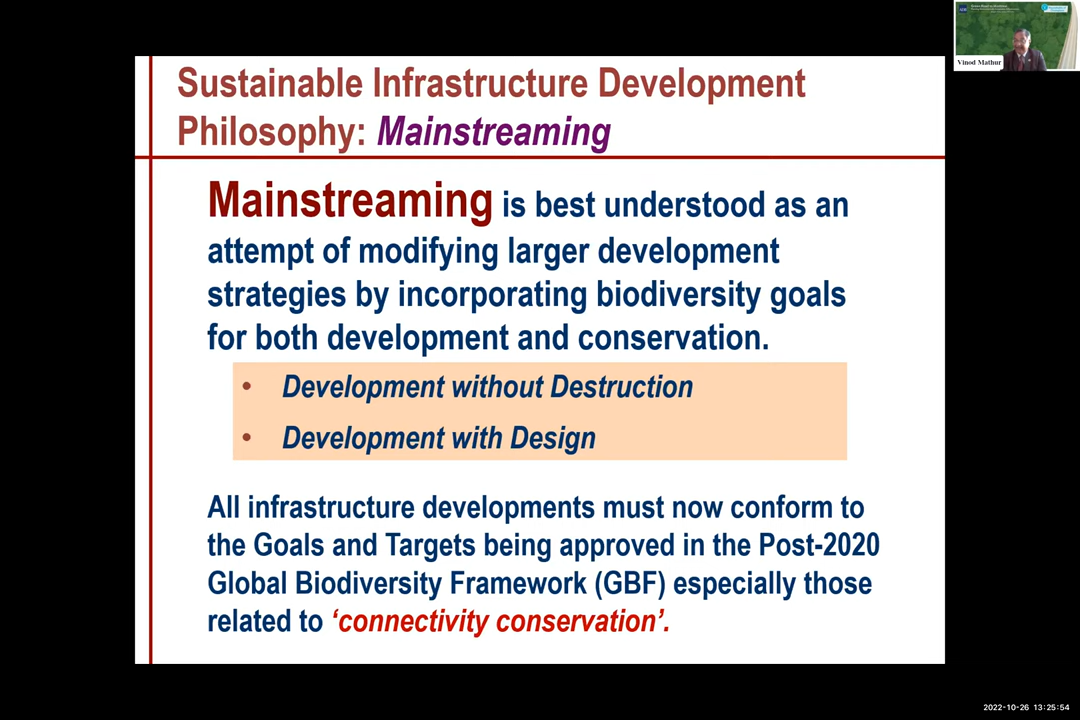 Sustainable Infrastructure Development
Philosophy: Mainstreaming
Mainstreaming is best understood as an
attempt of modifying larger development
strategies by incorporating biodiversity goals
for both development and conservation.
• Development without Destruction
• Development with Design
All infrastructure developments must now conform to
the Goals and Targets being approved in the Post-2020
Global Biodiversity Framework (GBF) especially those
related to ‘connectivity conservation’.
Vinod Mathur
2022-10-26 13:25:54